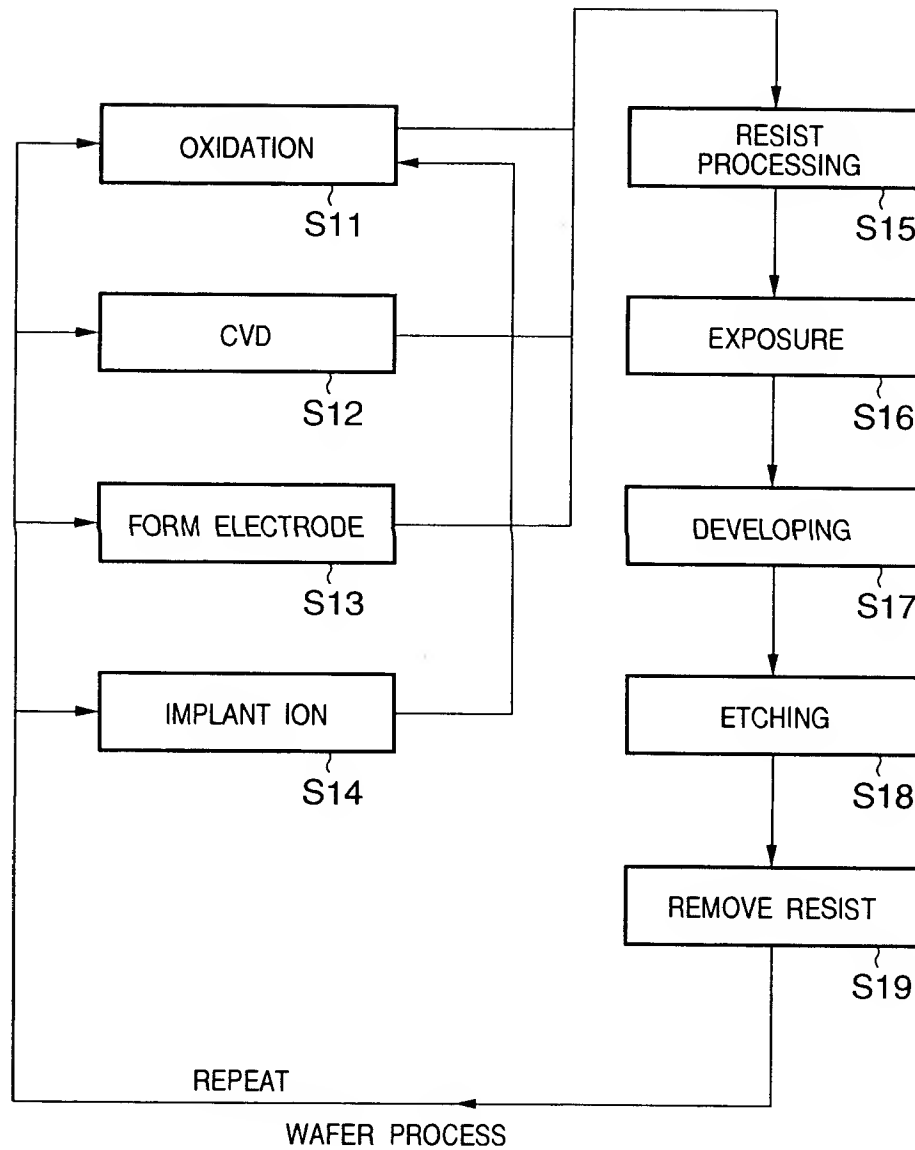 OXIDATION
S11
CVD
S12
FORM ELECTRODE
S13
IMPLANT ION
S14
RESIST
PROCESSING
S15
EXPOSURE
S16
DEVELOPING
S17
ETCHING
S18
REMOVE RESIST
S19
REPEAT
WAFER PROCESS